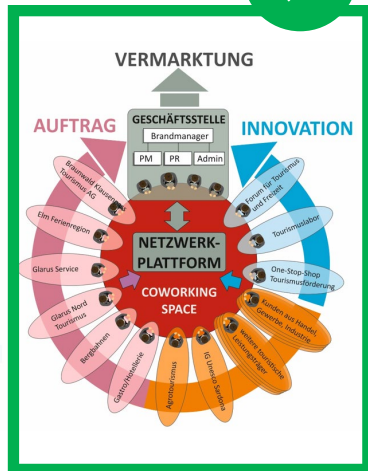 VERMARKTUNG
GESCHÄFTSSTELLE
Brandmanager
PM
PR
Admin
AUFTRAG
INNOVATION
Braunwald Klausen
Tourismus AG
Elm Ferienregion
Glarus Service
Glarus Nord
Tourismus
Bergbahnen
Gastro/Hotellerie
Agrotourismus
IG Unesco Sardona
weitere touristische
Leistungsträger
Kunden aus Handel,
Gewerbe, Industrie
One-Stop-Shop
Tourismusförderung
Tourismuslabor
Forum für Tourismus
und Freizeit
NETZWERK-
PLATTFORM
COWORKING
SPACE